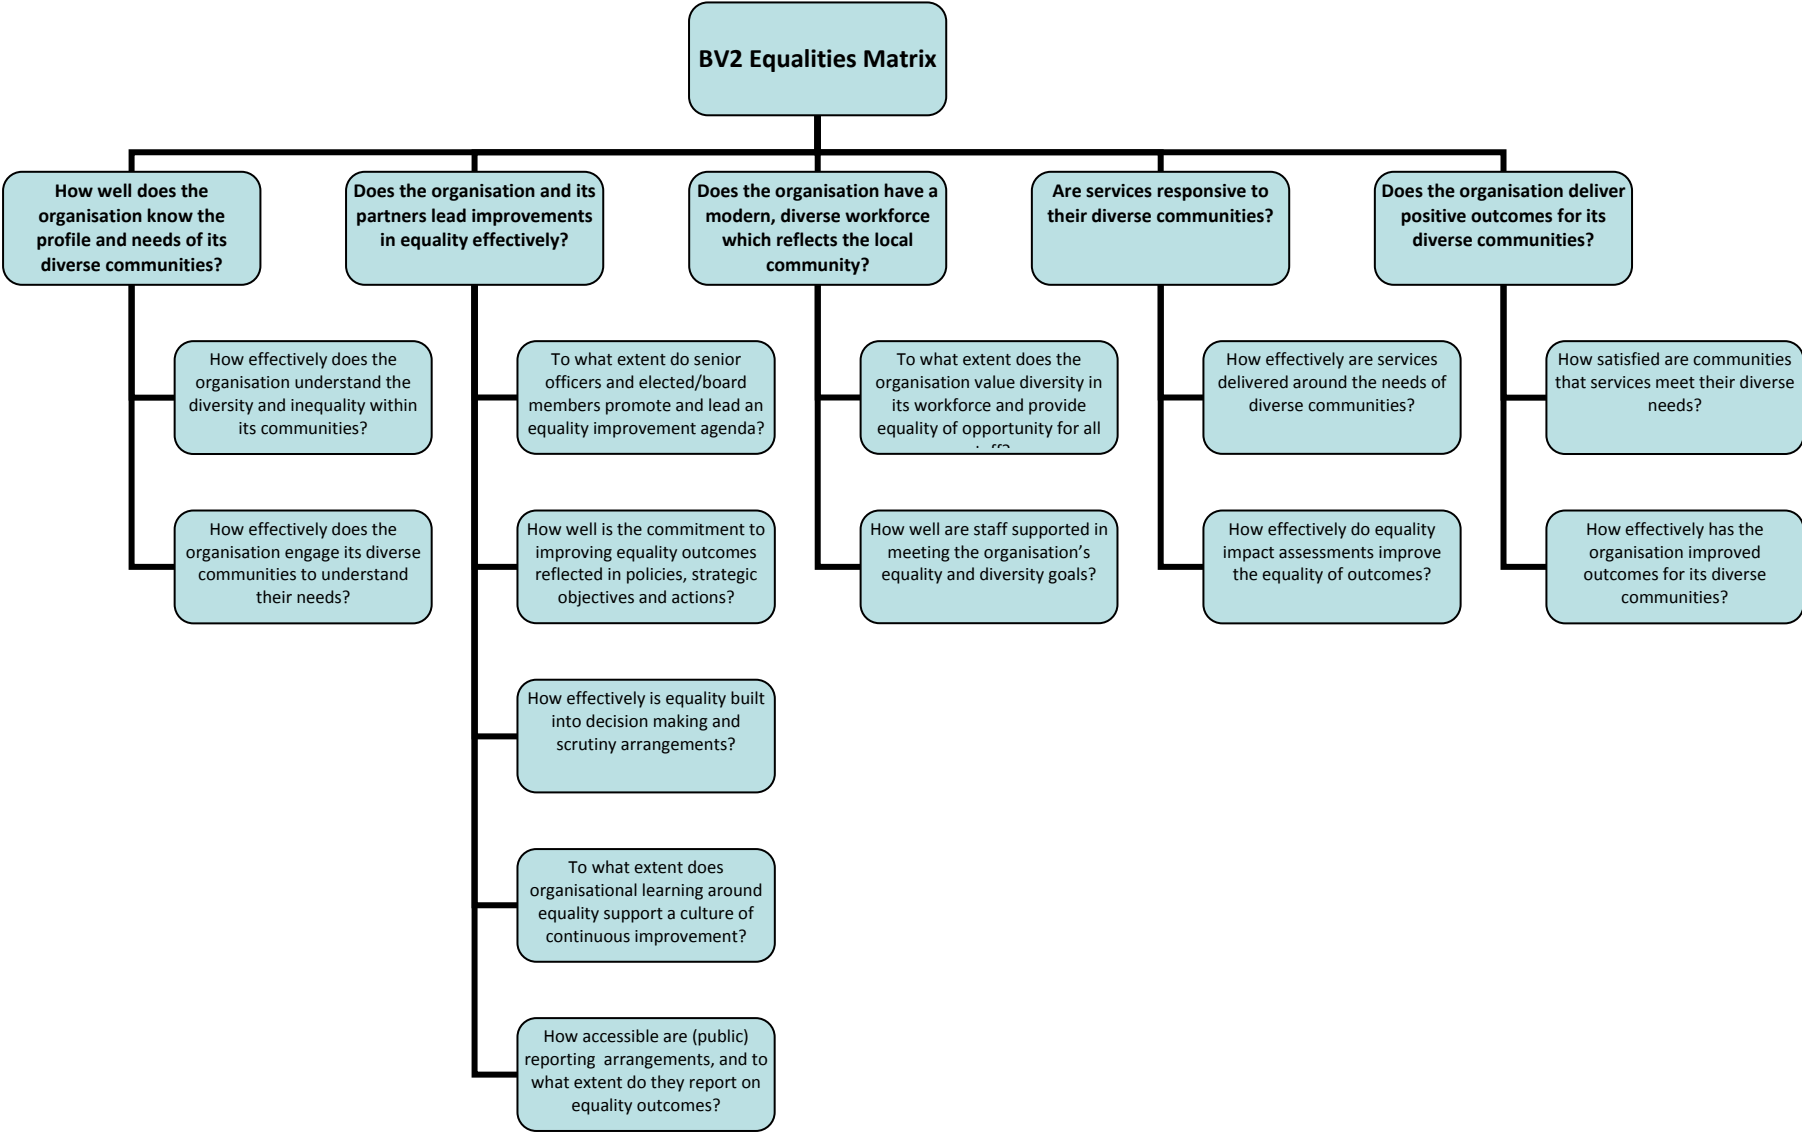 BV2 Equalities Matrix
How well does the
organisation know the
profile and needs of its
diverse communities?
Does the organisation and its
partners lead improvements
in equality effectively?
Does the organisation have a
modern, diverse workforce
which reflects the local
community?
Are services responsive to
their diverse communities?
Does the organisation deliver
positive outcomes for its
diverse communities?
How effectively does the
organisation understand the
diversity and inequality within
its communities?
To what extent do senior
officers and elected/board
members promote and lead an
equality improvement agenda?
To what extent does the
organisation value diversity in
its workforce and provide
equality of opportunity for all
How effectively are services
delivered around the needs of
diverse communities?
How satisfied are communities
that services meet their diverse
needs?
How effectively does the
organisation engage its diverse
communities to understand
their needs?
How well is the commitment to
improving equality outcomes
reflected in policies, strategic
objectives and actions?
How well are staff supported in
meeting the organisation’s
equality and diversity goals?
How effectively do equality
impact assessments improve
the equality of outcomes?
How effectively has the
organisation improved
outcomes for its diverse
communities?
How effectively is equality built
into decision making and
scrutiny arrangements?
To what extent does
organisational learning around
equality support a culture of
continuous improvement?
How accessible are (public)
reporting  arrangements, and to
what extent do they report on
equality outcomes?